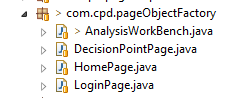 > com.cpd.pageObjectFactory
> AnalysisWorkBench.java
DecisionPointPage.java
HomePage.java
LoginPage.java